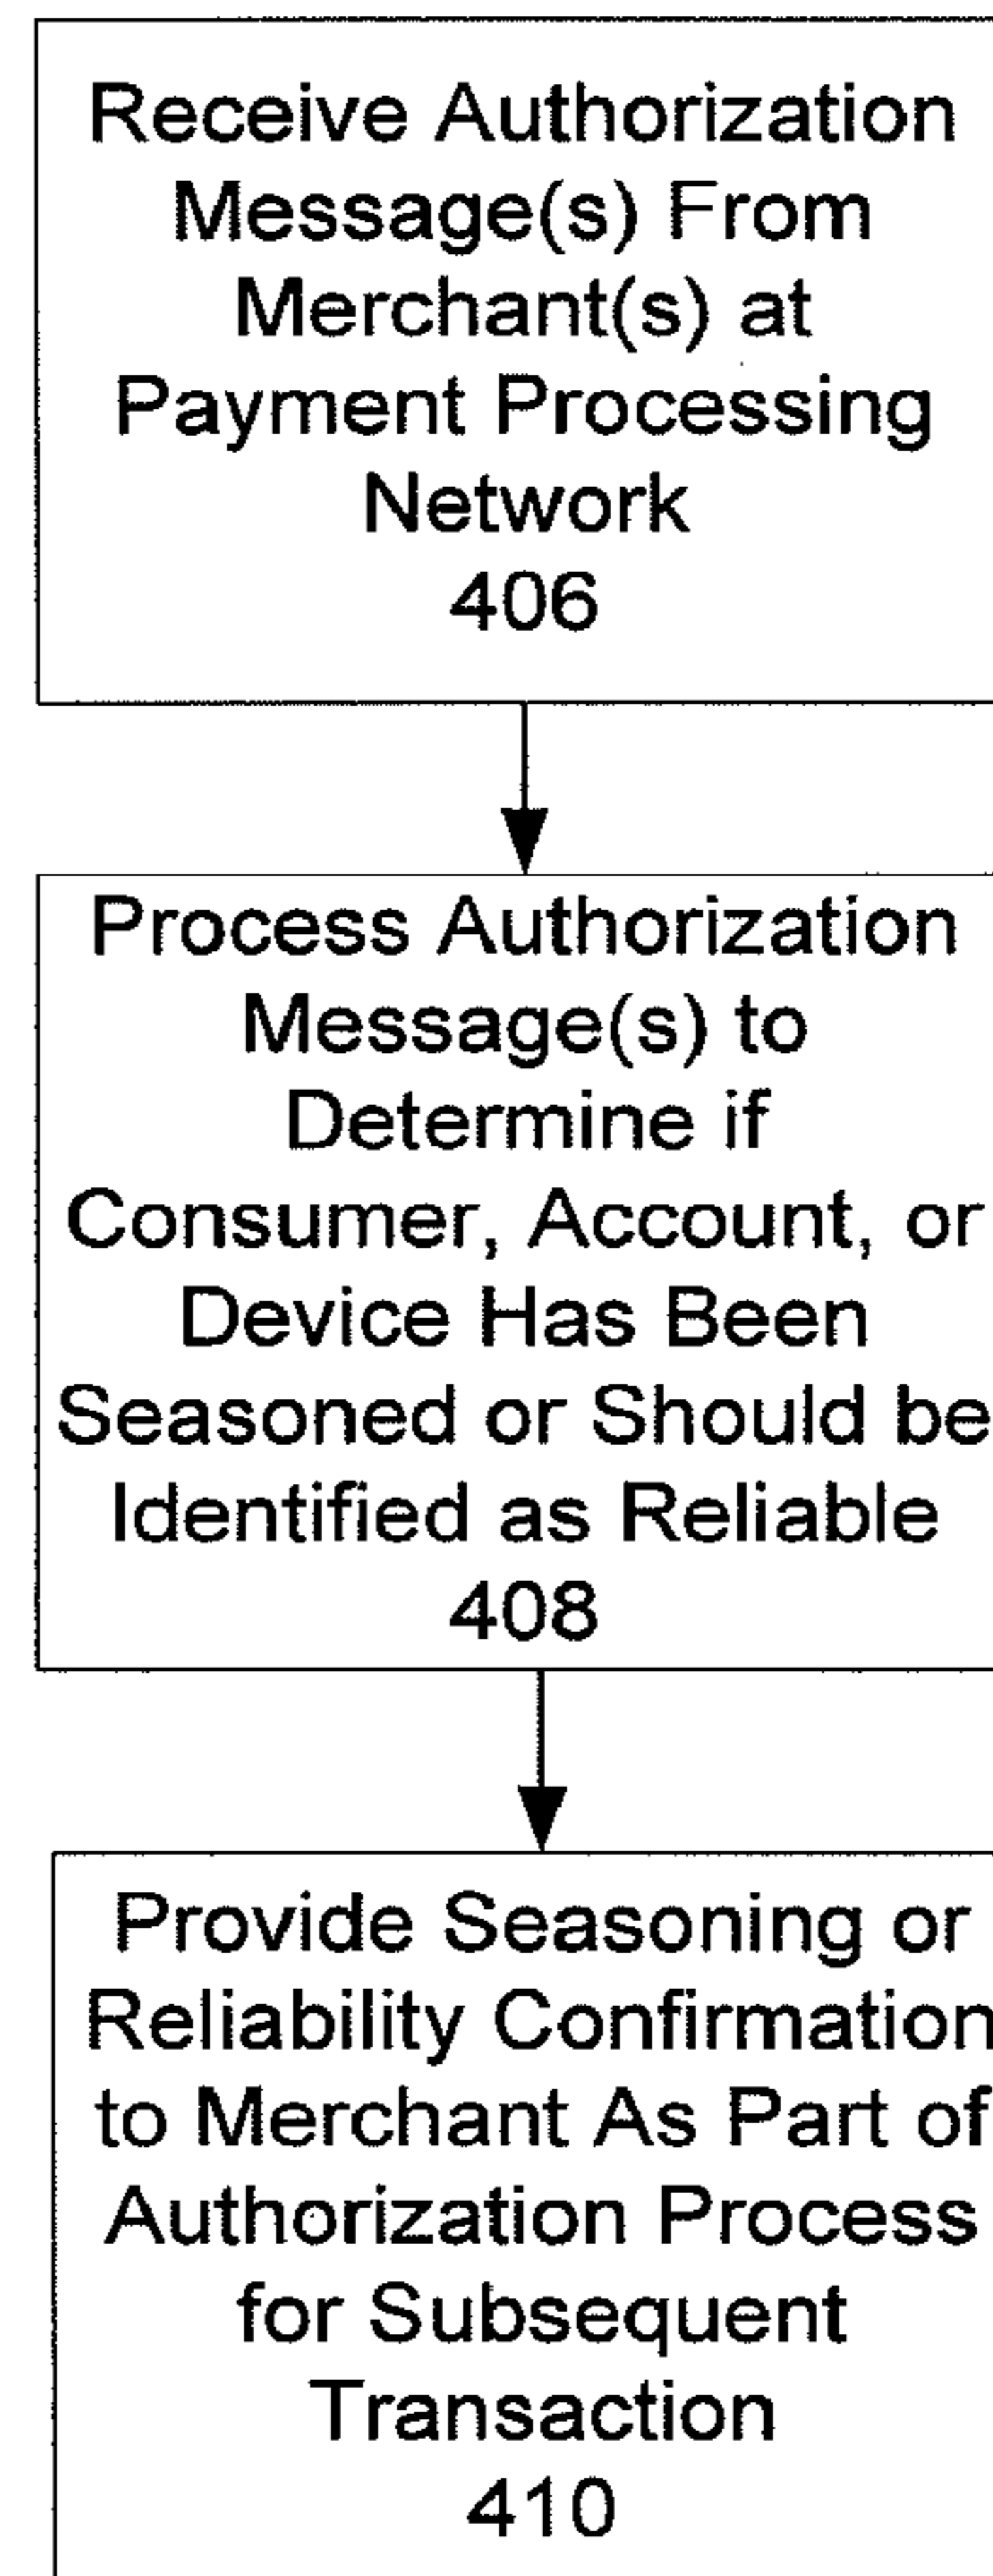 Receive Authorization
Message(s) From
Merchant(s) at
Payment Processing
Network
406
Process Authorization
Message(s) to
Determine if
Consumer, Account, or
Device Has Been
Seasoned or Should be
Identified as Reliable
408
Provide Seasoning or
Reliability Confirmation
to Merchant As Part of
Authorization Process
for Subsequent
Transaction
410